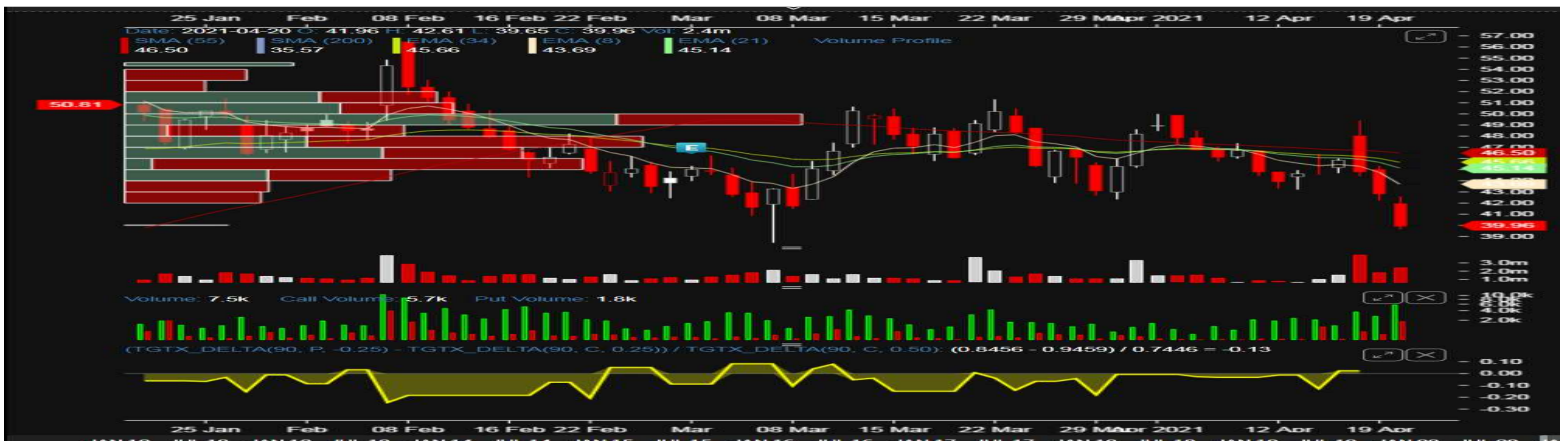 25 Jan Feb 08 Feb 16 Feb 22 Feb Mar 08 Mar 15 Mar 22 Mar 29 Mar Apr 2021 12 Apr 19 Apr
Date: 2021-04-20 O: 41.96 H: 42.61 L: 39.65 C: 39.96 Vol: 2.4m
SMA (55) SMA (200) EMA (34) EMA (8) EMA (21) Volume Profile
46.50 35.57 45.66 43.69 45.14
57.00
56.00
55.00
54.00
53.00
52.00
50.81
51.00
50.00
49.00
48.00
47.00
46.50
E
45.66
45.14
43.00
42.00
41.00
39.96
39.00
3.0m
2.0m
1.0m
Volume: 7.5k Call Volume: 5.7k Put Volume: 1.8k
10.0k
4.0k
2.0k
(TGTX_DELTA(90, P, -0.25) - TGTX_DELTA(90, C, 0.25)) / TGTX_DELTA(90, C, 0.50): (0.8456 - 0.9459) / 0.7446 = -0.13
0.10
0.00
-0.10
-0.20
-0.30
25 Jan Feb 08 Feb 16 Feb 22 Feb Mar 08 Mar 15 Mar 22 Mar 29 Mar Apr 2021 12 Apr 19 Apr